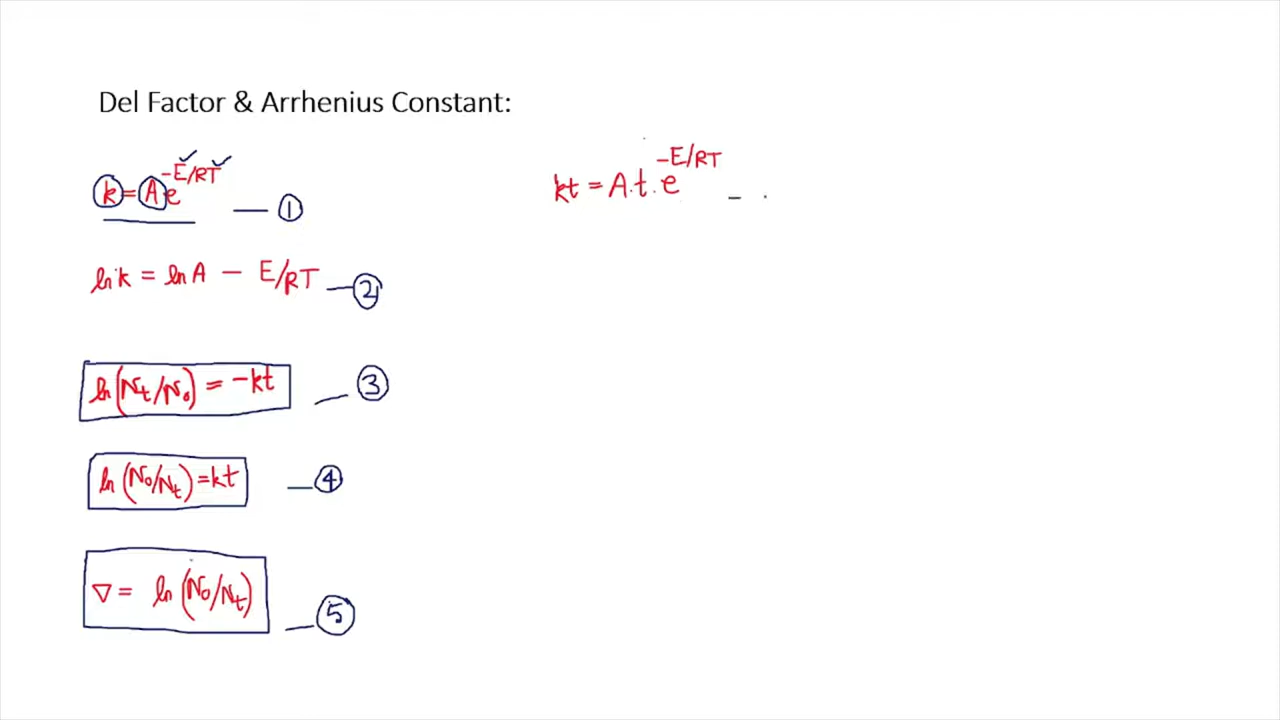 Del Factor & Arrhenius Constant:
k = Ae^-E/RT — ①
ln k = ln A − E/RT — ②
ln(Nt/N₀) = −kt — ③
ln(N₀/Nt) = kt — ④
∇ = ln(N₀/Nt) — ⑤
kt = A.t.e^-E/RT –